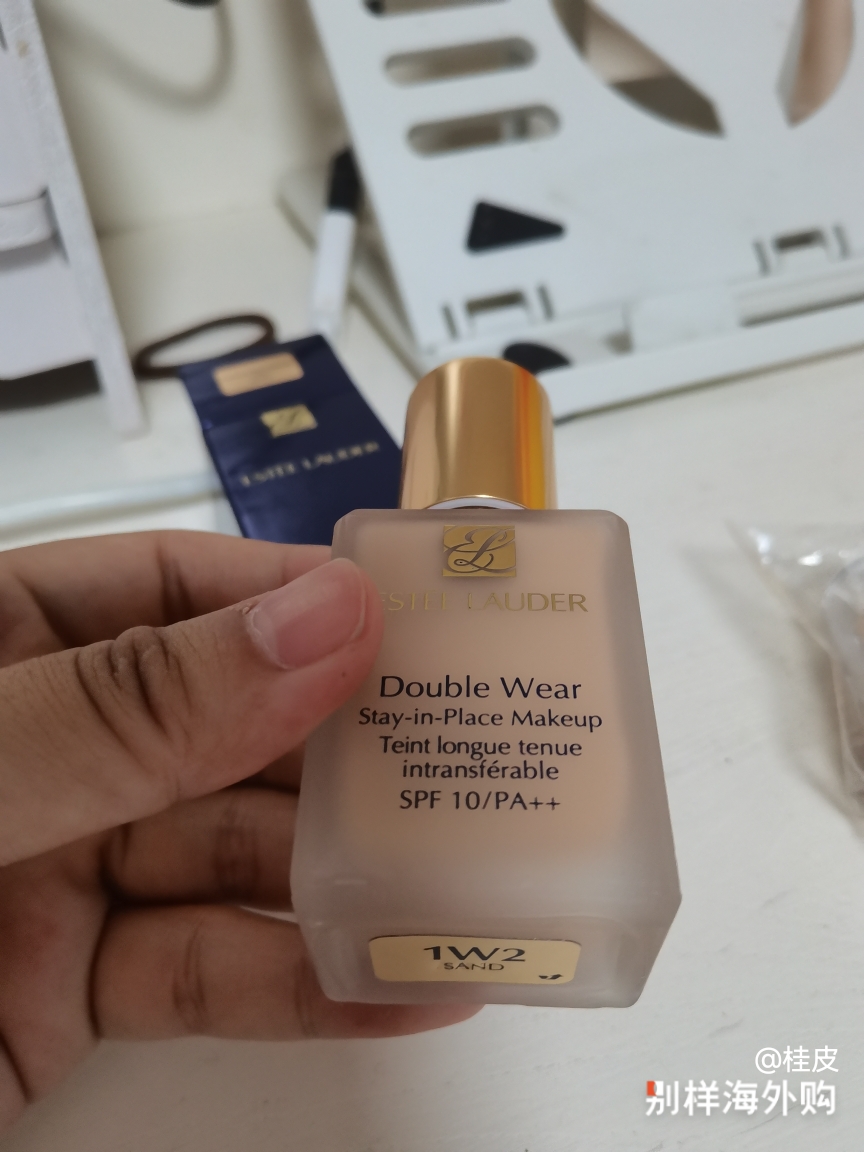 ESTEE LAUDER
ESTEE LAUDER
Double Wear
Stay-in-Place Makeup
Teint longue tenue
intransférable
SPF 10/PA++
1W2
SAND
@桂皮
别样海外购